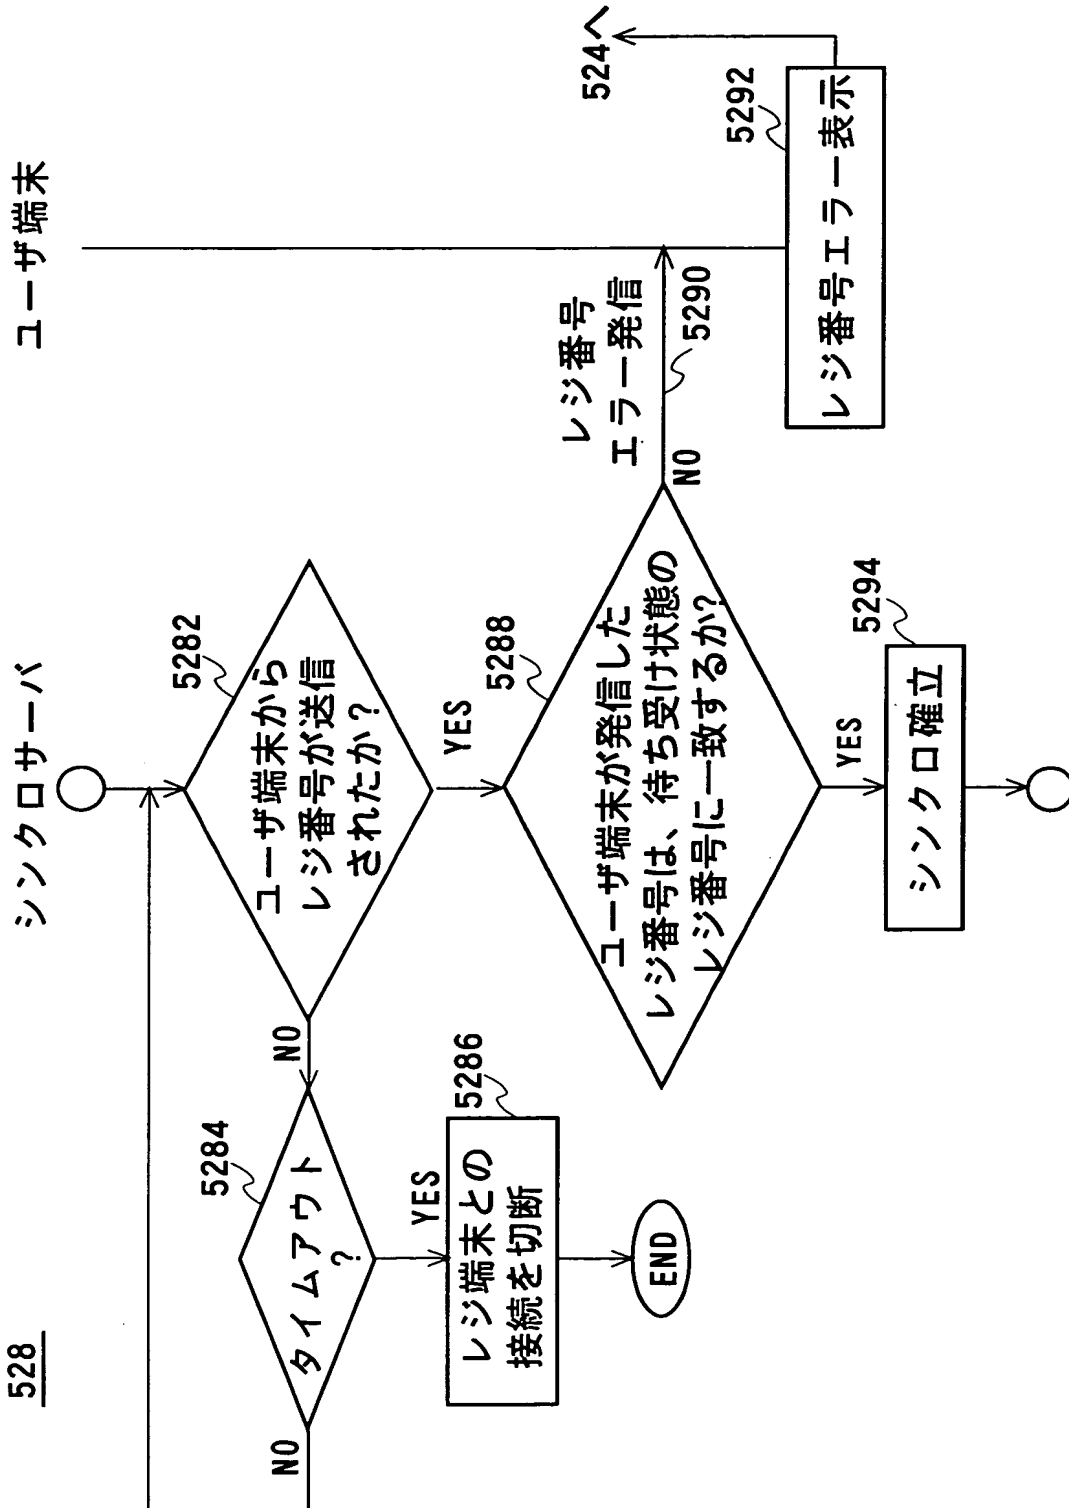 528
シンクロサーバ
ユーザ端末
5282
ユーザ端末から
レジ番号が送信
されたか？
NO
YES
5284
タイムアウト
?
NO
YES
5286
レジ端末との
接続を切断
END
5288
ユーザ端末が発信した
レジ番号は、待ち受け状態の
レジ番号に一致するか?
NO
YES
レジ番号
エラー発信
5290
5292
レジ番号エラー表示
524へ
5294
シンクロ確立